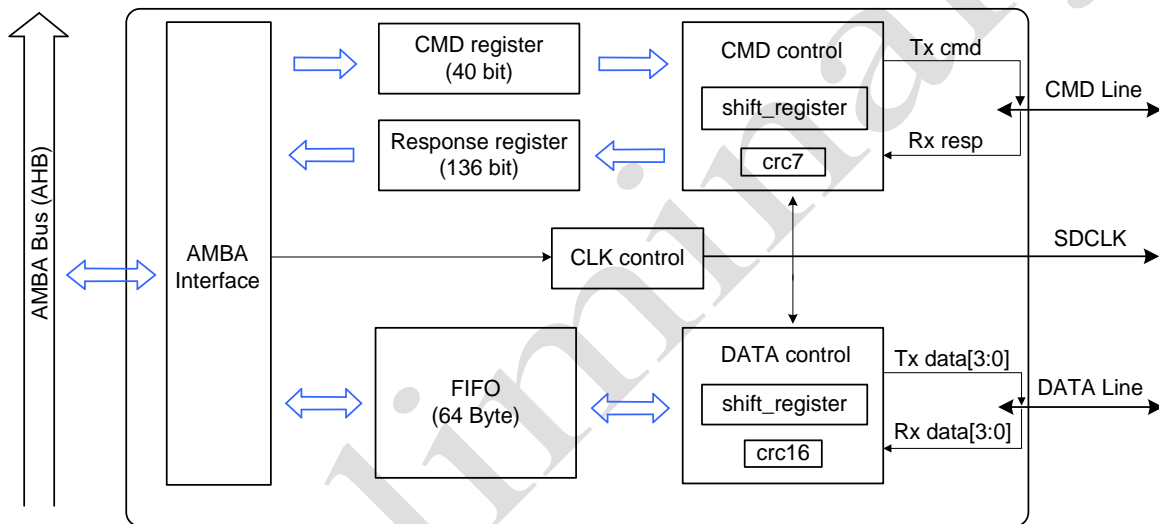 AMBA Bus (AHB)
AMBA
Interface
CMD register
(40 bit)
Response register
(136 bit)
CMD control
shift_register
crc7
Tx cmd
Rx resp
CMD Line
CLK control
SDCLK
FIFO
(64 Byte)
DATA control
shift_register
crc16
Tx data[3:0]
Rx data[3:0]
DATA Line